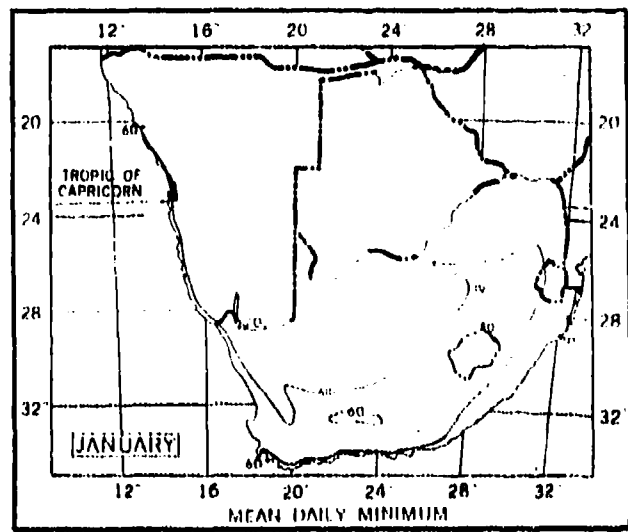 12° 16° 20° 24° 28° 32
20 20
60
TROPIC OF
CAPRICORN
24 24
28 28
32° 32
60
JANUARY
60
12° 16° 20° 24° 28° 32°
MEAN DAILY MINIMUM